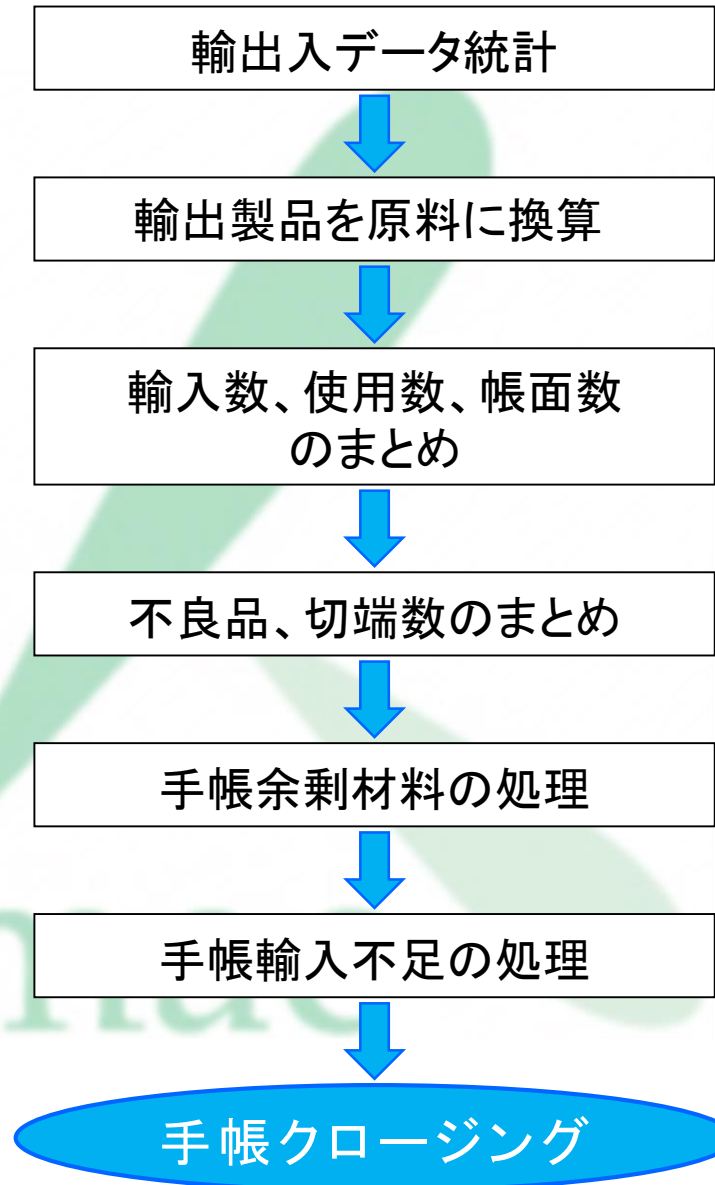 輸出入データ統計
輸出製品を原料に換算
輸入数、使用数、帳面数
のまとめ
不良品、切端数のまとめ
手帳余剰材料の処理
手帳輸入不足の処理
手帳クロージング